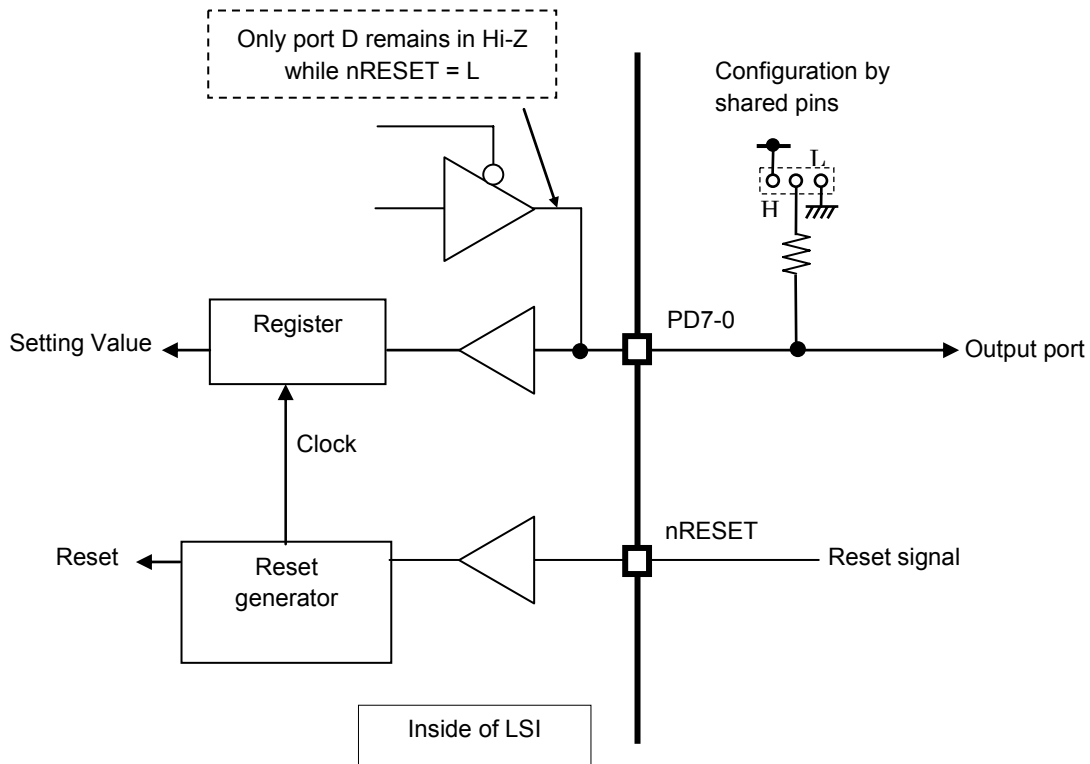 Only port D remains in Hi-Z
while nRESET = L
Configuration by
shared pins
L
H
PD7-0
Register
Setting Value
Output port
Clock
nRESET
Reset
Reset
generator
Reset signal
Inside of LSI